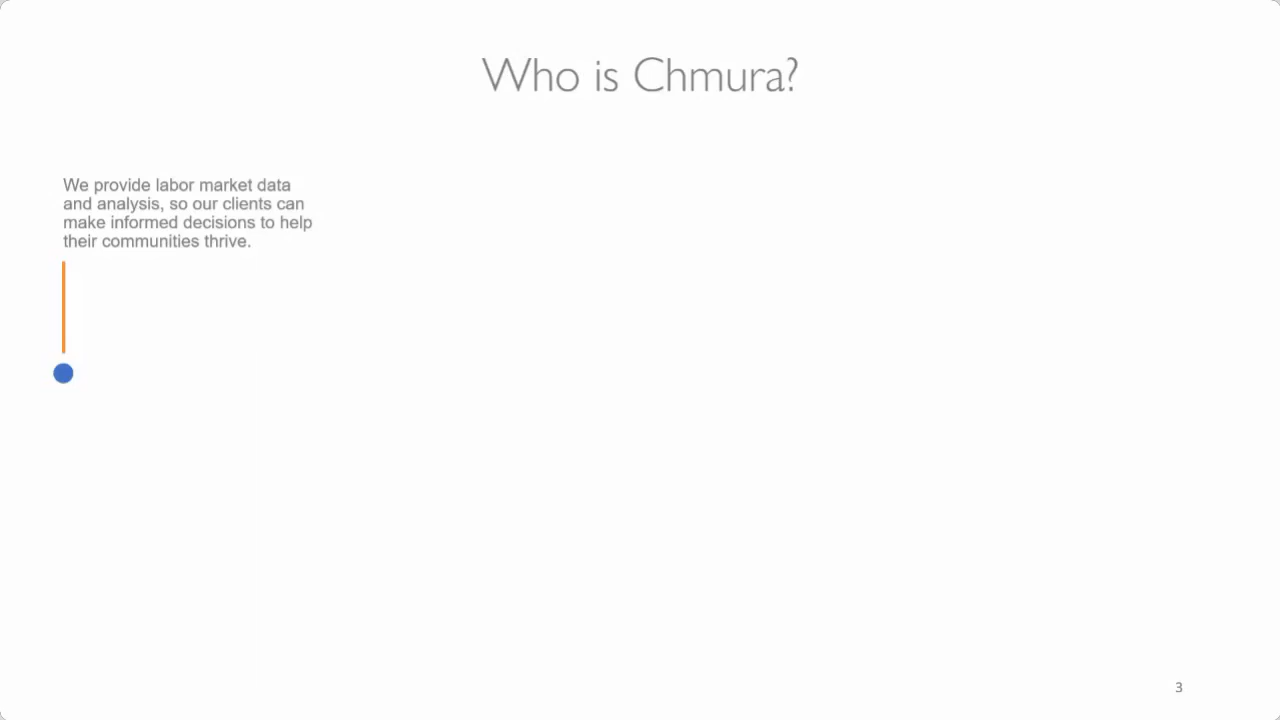 Who is Chmura?
We provide labor market data
and analysis, so our clients can
make informed decisions to help
their communities thrive.
3